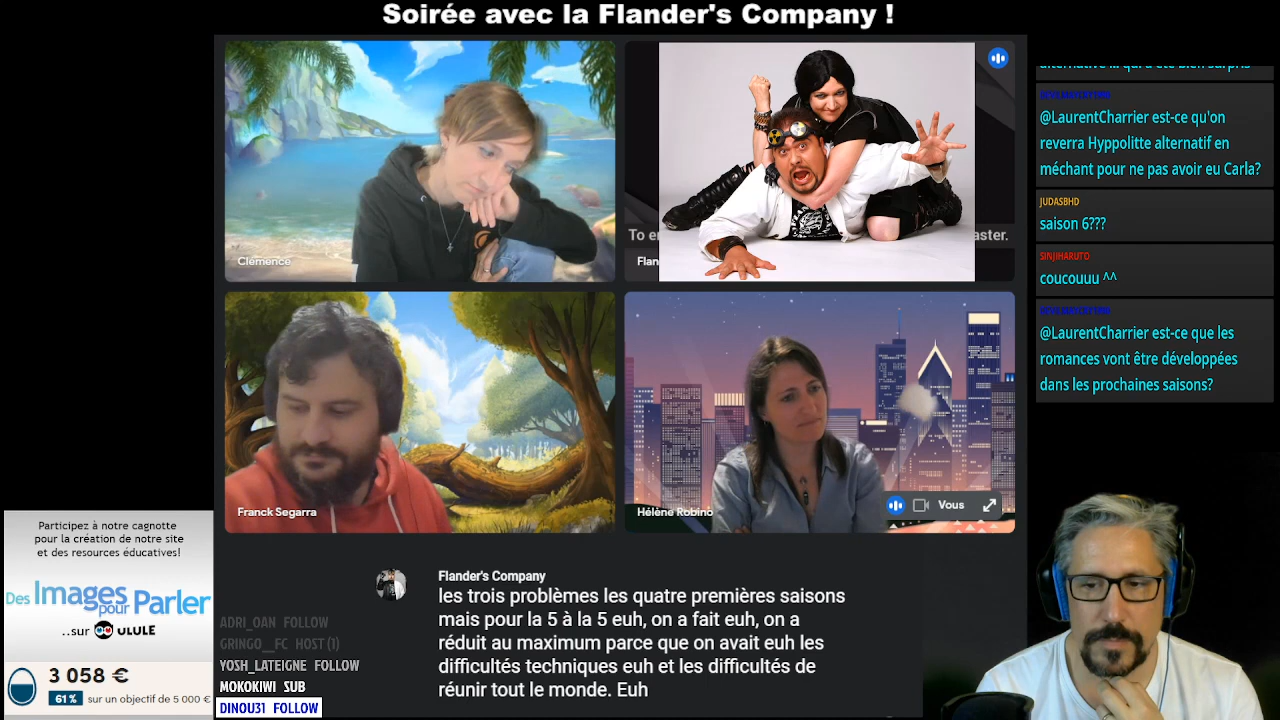 Soirée avec la Flander's Company !
Clémence
To
aster.
Flan
Franck Segarra
Hélène Robino
Vous
@LaurentCharrier est-ce qu'on
reverra Hyppolitte alternatif en
méchant pour ne pas avoir eu Carla?
JUDASBHD
saison 6???
SINJIHARUTO
coucouuu ^^
@LaurentCharrier est-ce que les
romances vont être développées
dans les prochaines saisons?
Participez à notre cagnotte
pour la création de notre site
et des resources éducatives!
Des Images pour Parler
..sur ULULE
3 058 €
61 % sur un objectif de 5 000 €
ADRI_OAN FOLLOW
GRINGO__FC HOST (1)
YOSH_LATEIGNE FOLLOW
MOKOKIWI SUB
DINOU31 FOLLOW
Flander's Company
les trois problèmes les quatre premières saisons
mais pour la 5 à la 5 euh, on a fait euh, on a
réduit au maximum parce que on avait euh les
difficultés techniques euh et les difficultés de
réunir tout le monde. Euh